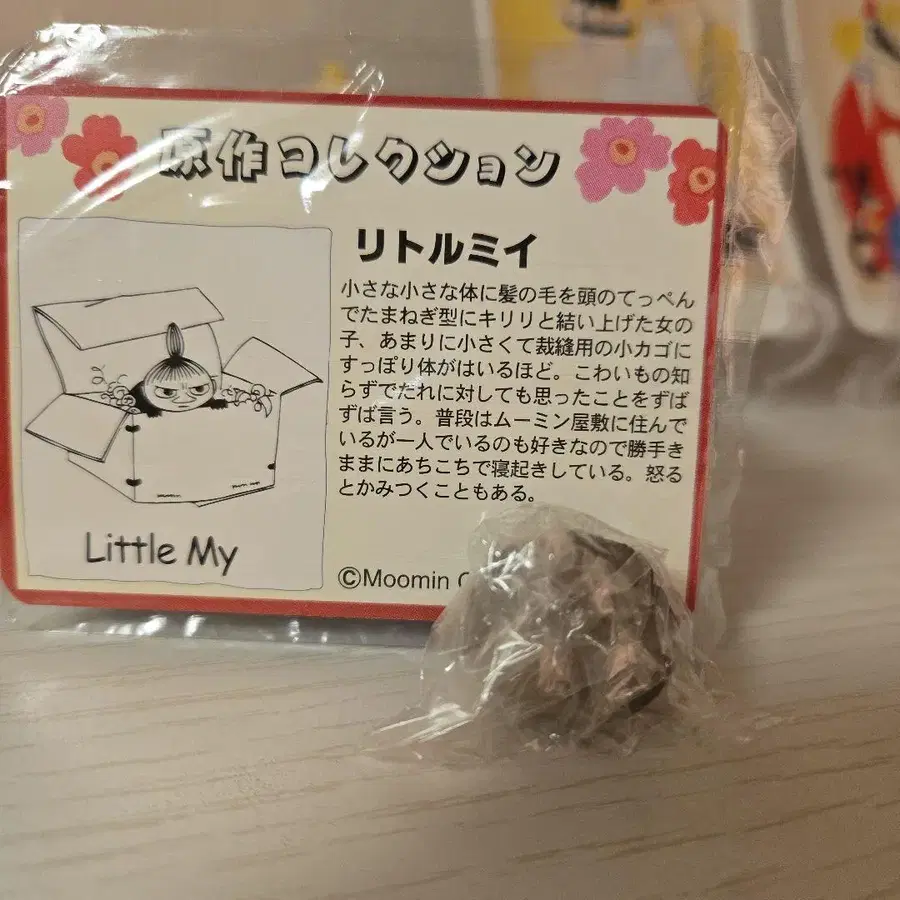 原作コレクション
リトルミイ
小さな小さな体に髪の毛を頭のてっぺん
でたまねぎ型にキリリと結い上げた女の
子、あまりに小さくて裁縫用の小カゴに
すっぽり体がはいるほど。こわいもの知
らずでだれに対しても思ったことをずば
ずば言う。普段はムーミン屋敷に住んで
いるが一人でいるのも好きなので勝手き
ままにあちこちで寝起きしている。怒る
とかみつくこともある。
Little My
©Moomin